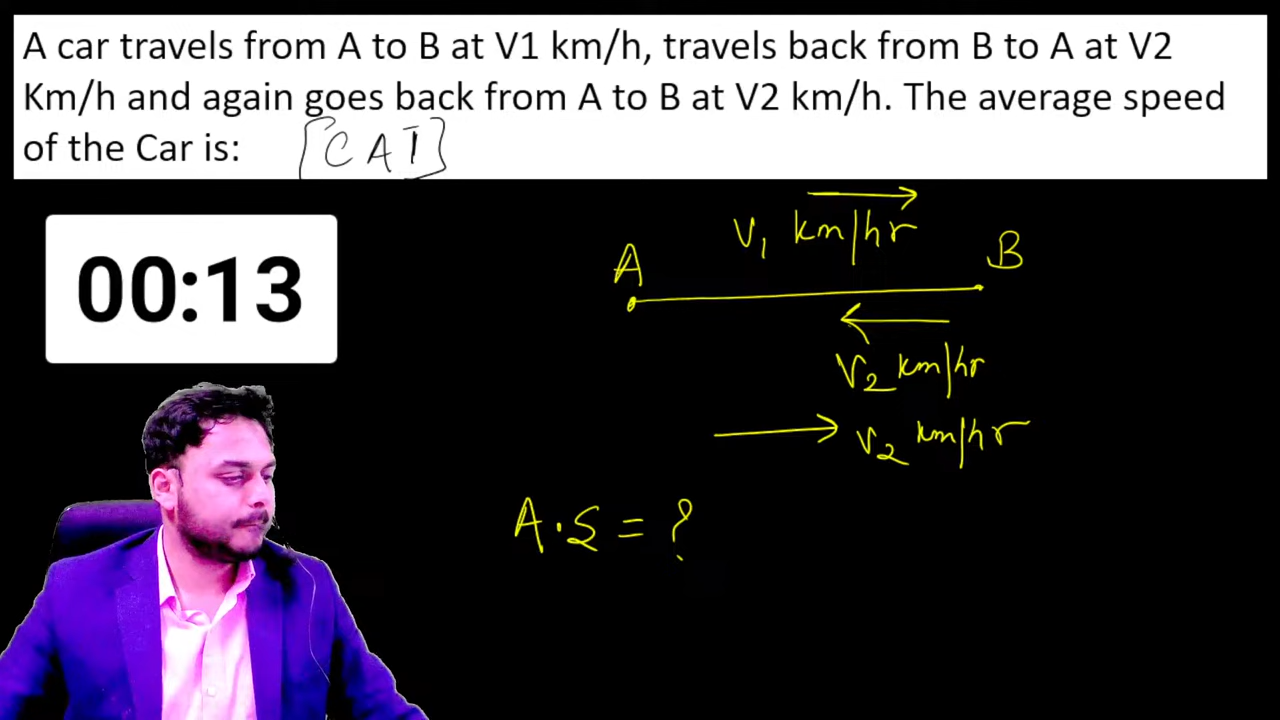 A car travels from A to B at V1 km/h, travels back from B to A at V2
Km/h and again goes back from A to B at V2 km/h. The average speed
of the Car is: [CAT]
00:13
V1 km/hr
A
B
V2 km/hr
V2 km/hr
A.S = ?